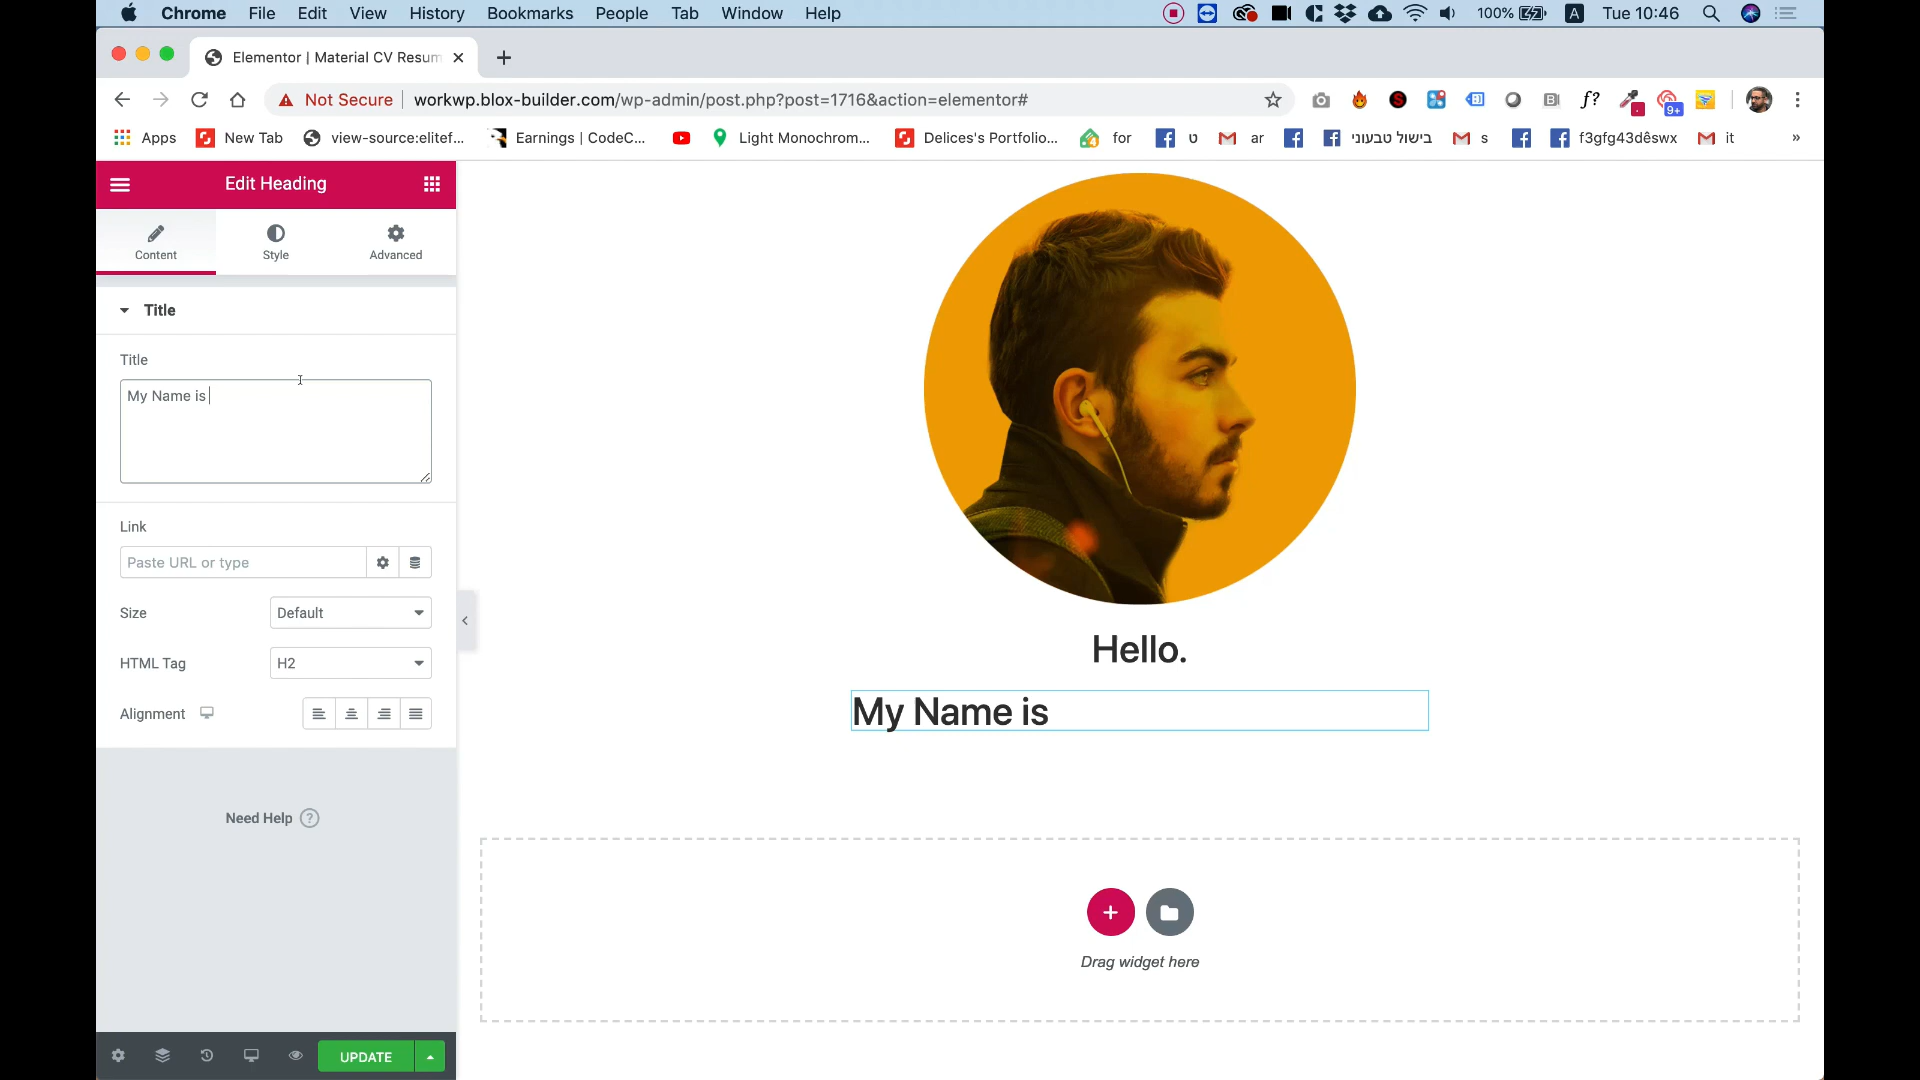 Chrome File Edit View History Bookmarks People Tab Window Help 100% A Tue 10:46
Elementor | Material CV Resum
Not Secure workwp.blox-builder.com/wp-admin/post.php?post=1716&action=elementor# f? 9+
Apps New Tab view-source:elitef... Earnings | CodeC... Light Monochrom... Delices's Portfolio... for ט ar בישול טבעוני s f3gfg43dêswx it »
Edit Heading
Content Style Advanced
Title
Title
My Name is
Link
Paste URL or type
Size Default
HTML Tag H2
Alignment
Need Help ?
UPDATE
Hello.
My Name is
Drag widget here